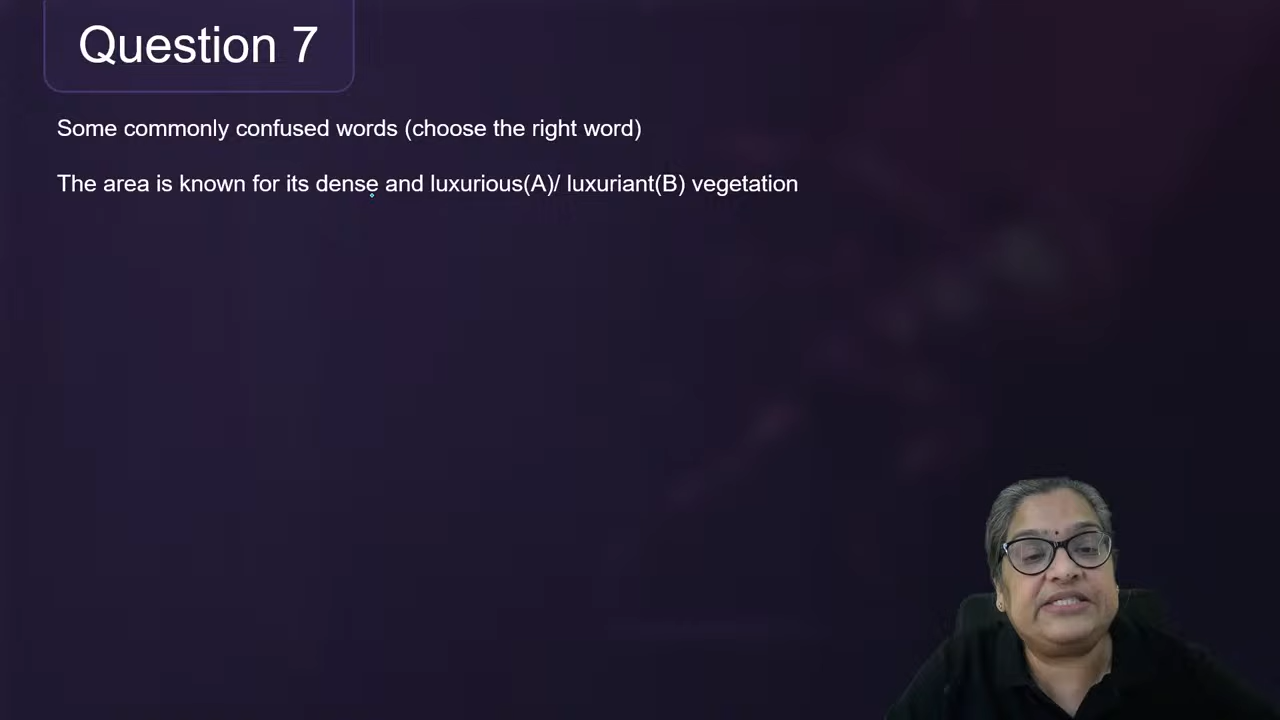 Question 7
Some commonly confused words (choose the right word)
The area is known for its dense and luxurious(A)/ luxuriant(B) vegetation